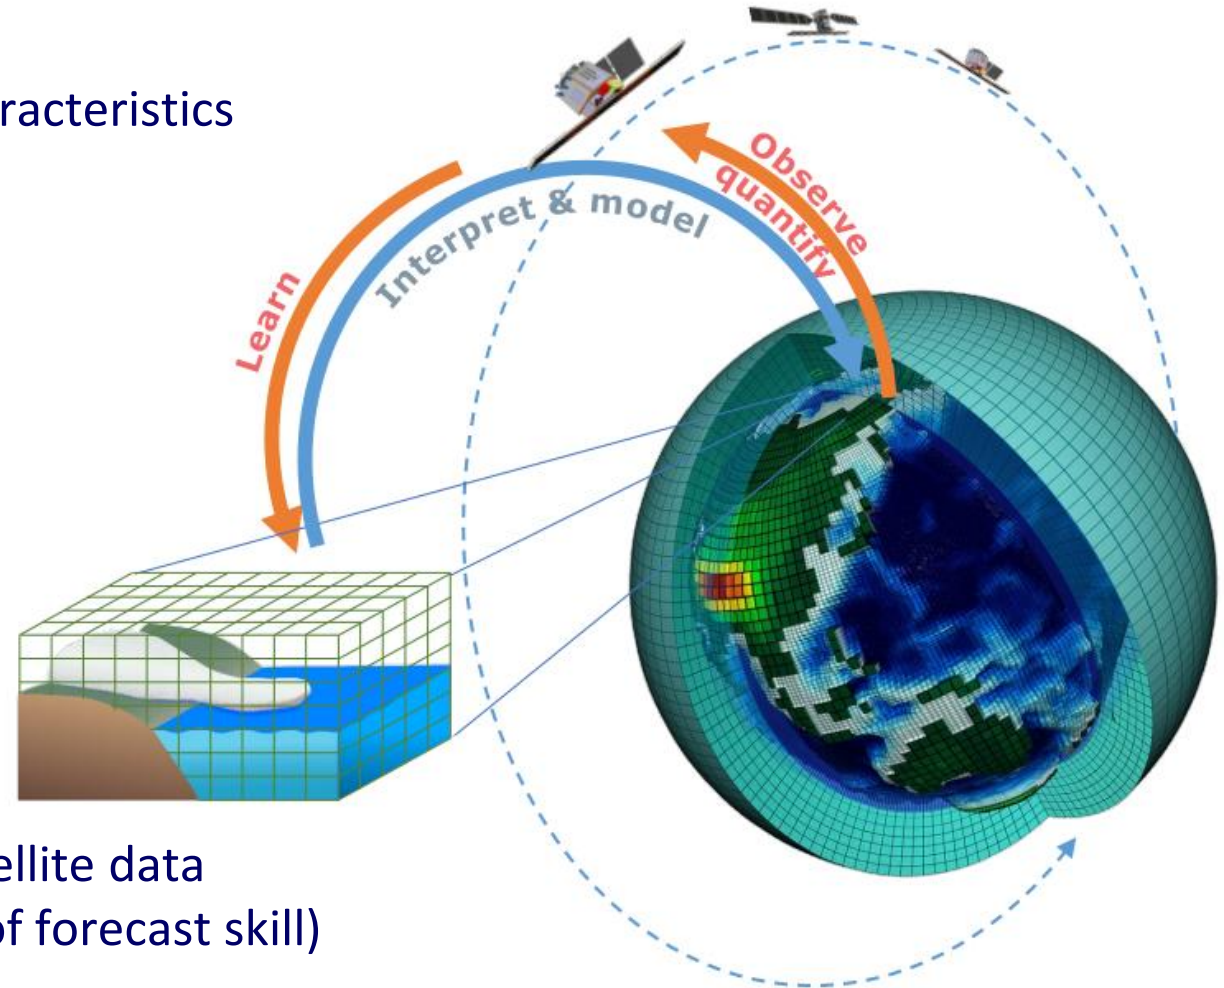 racteristics
Observe
quantify
Interpret & model
Learn
ellite data
of forecast skill)